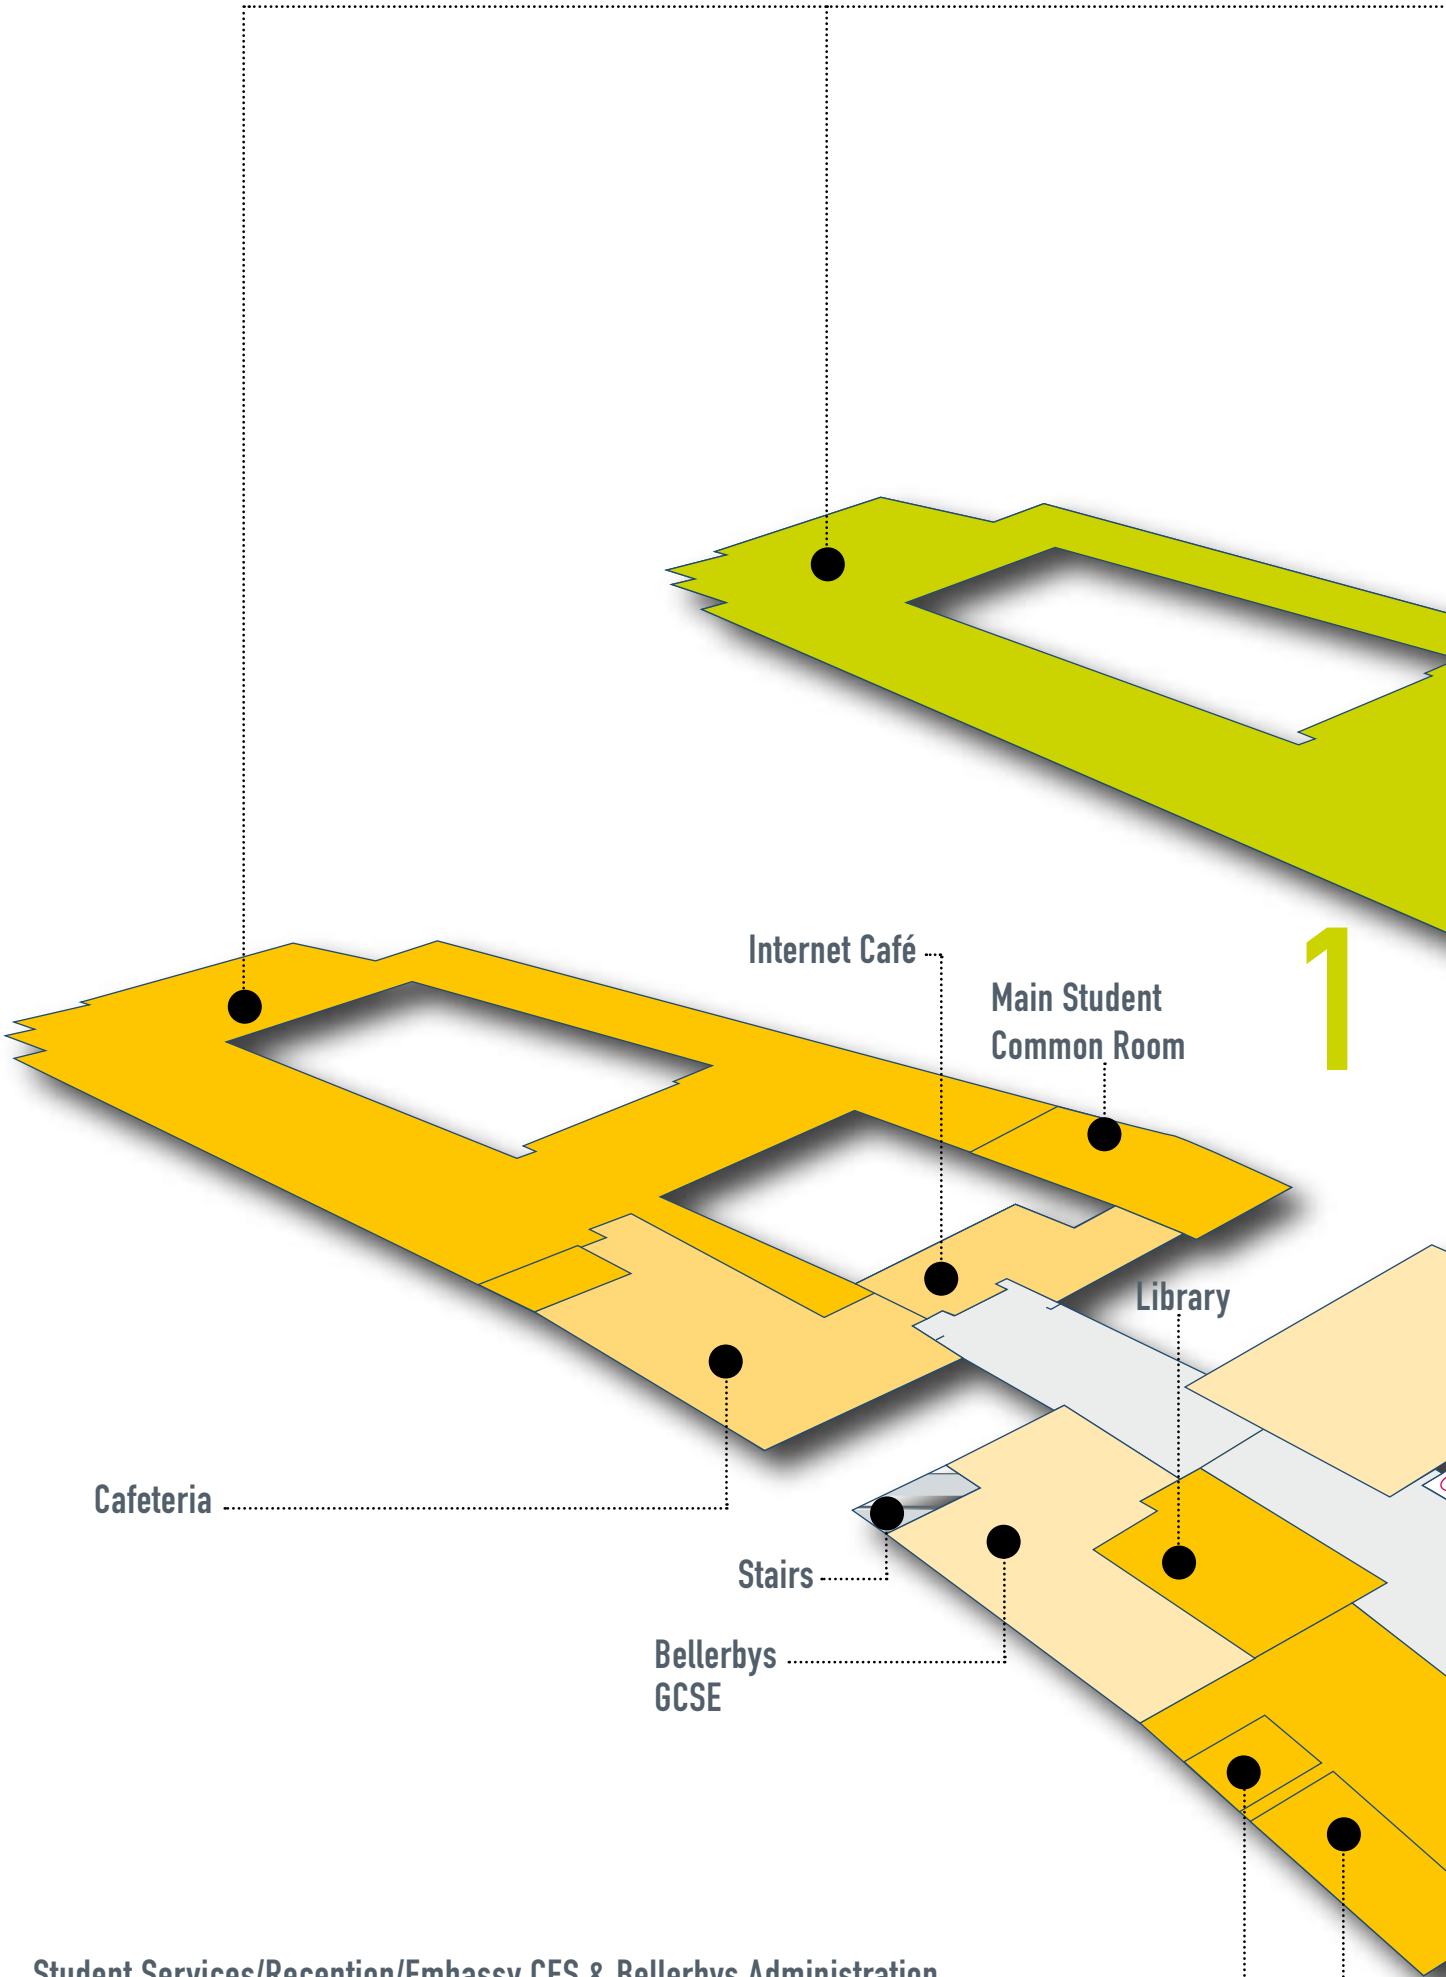 Internet Café
Main Student
Common Room
1
Library
Cafeteria
Stairs
Bellerbys
GCSE
Student Services/Reception/Embassy CES & Bellerbys Administration